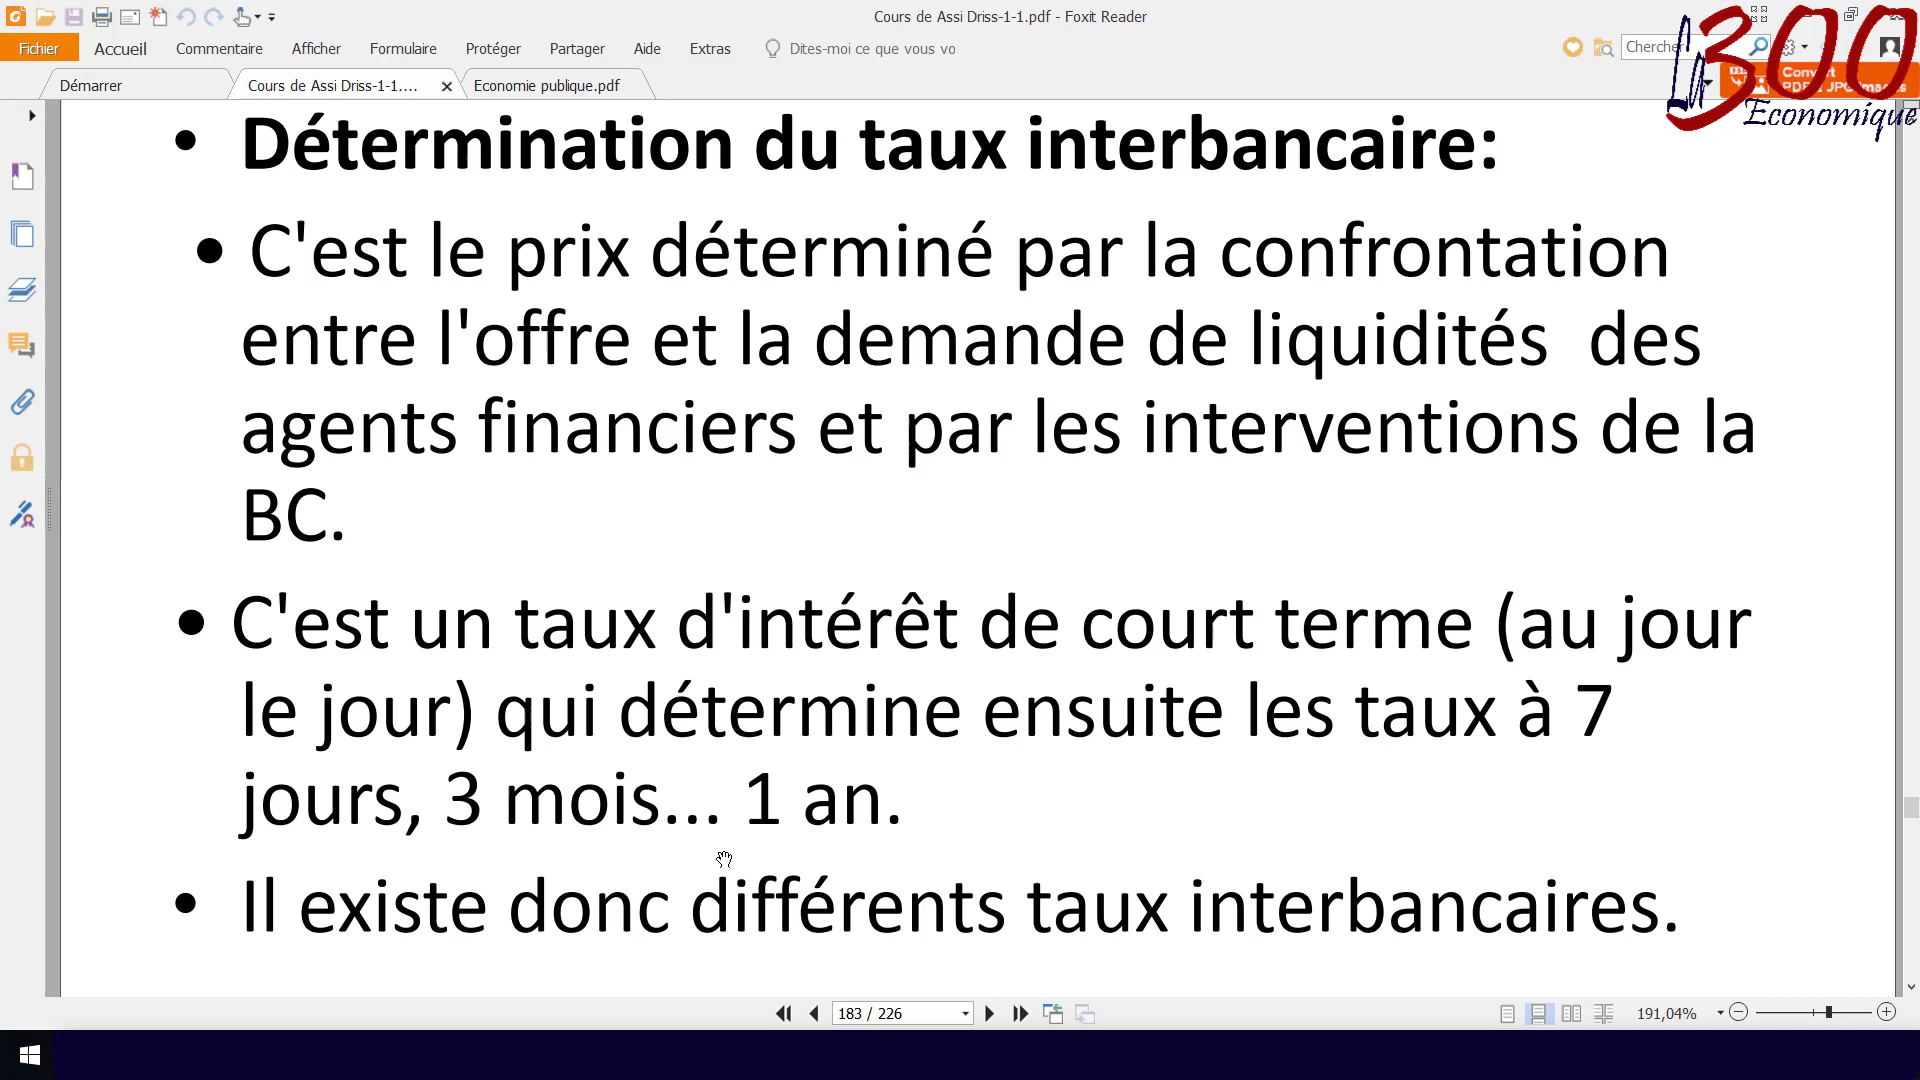 Cours de Assi Driss-1-1.pdf - Foxit Reader
Fichier Accueil Commentaire Afficher Formulaire Protéger Partager Aide Extras Dites-moi ce que vous vo
Démarrer Cours de Assi Driss-1-1.... Economie publique.pdf
300
Economique
• Détermination du taux interbancaire:
• C'est le prix déterminé par la confrontation
entre l'offre et la demande de liquidités  des
agents financiers et par les interventions de la
BC.
• C'est un taux d'intérêt de court terme (au jour
le jour) qui détermine ensuite les taux à 7
jours, 3 mois... 1 an.
• Il existe donc différents taux interbancaires.
183 / 226
191,04%